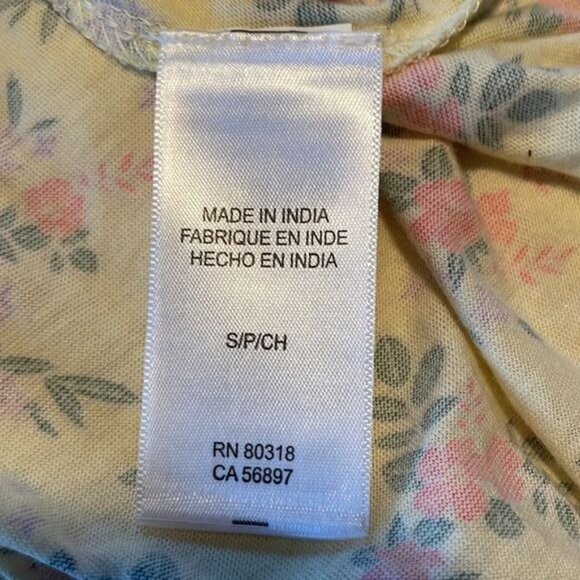 MADE IN INDIA
FABRIQUE EN INDE
HECHO EN INDIA
S/P/CH
RN 80318
CA 56897